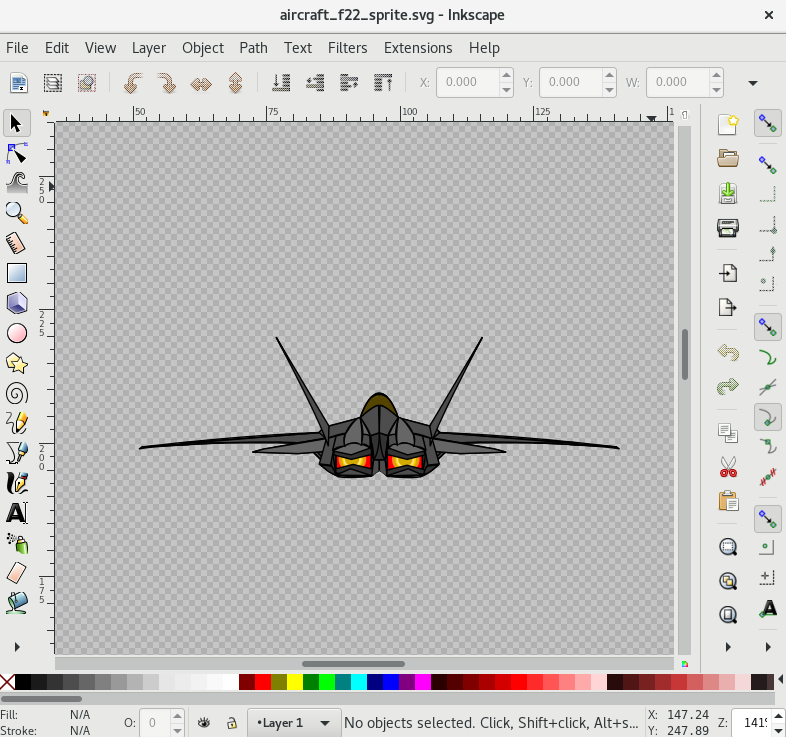 aircraft_f22_sprite.svg - Inkscape
File Edit View Layer Object Path Text Filters Extensions Help
X: 0.000 Y: 0.000 W: 0.000
50 75 100 125 1
250
225
200
175
Fill: N/A
Stroke: N/A
O: 0
•Layer 1
No objects selected. Click, Shift+click, Alt+s...
X: 147.24
Y: 247.89
Z: 141%